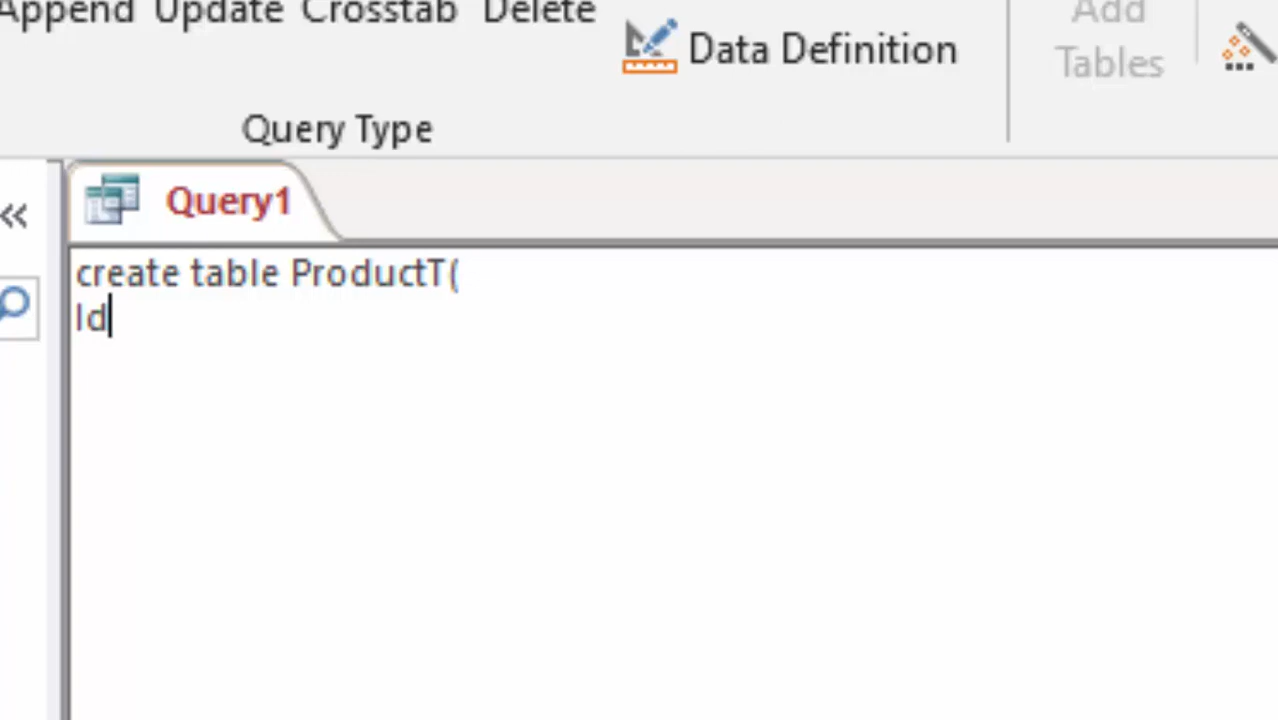 Append Update Crosstab Delete
Data Definition
Add
Tables
Query Type
Query1
create table ProductT(
Id